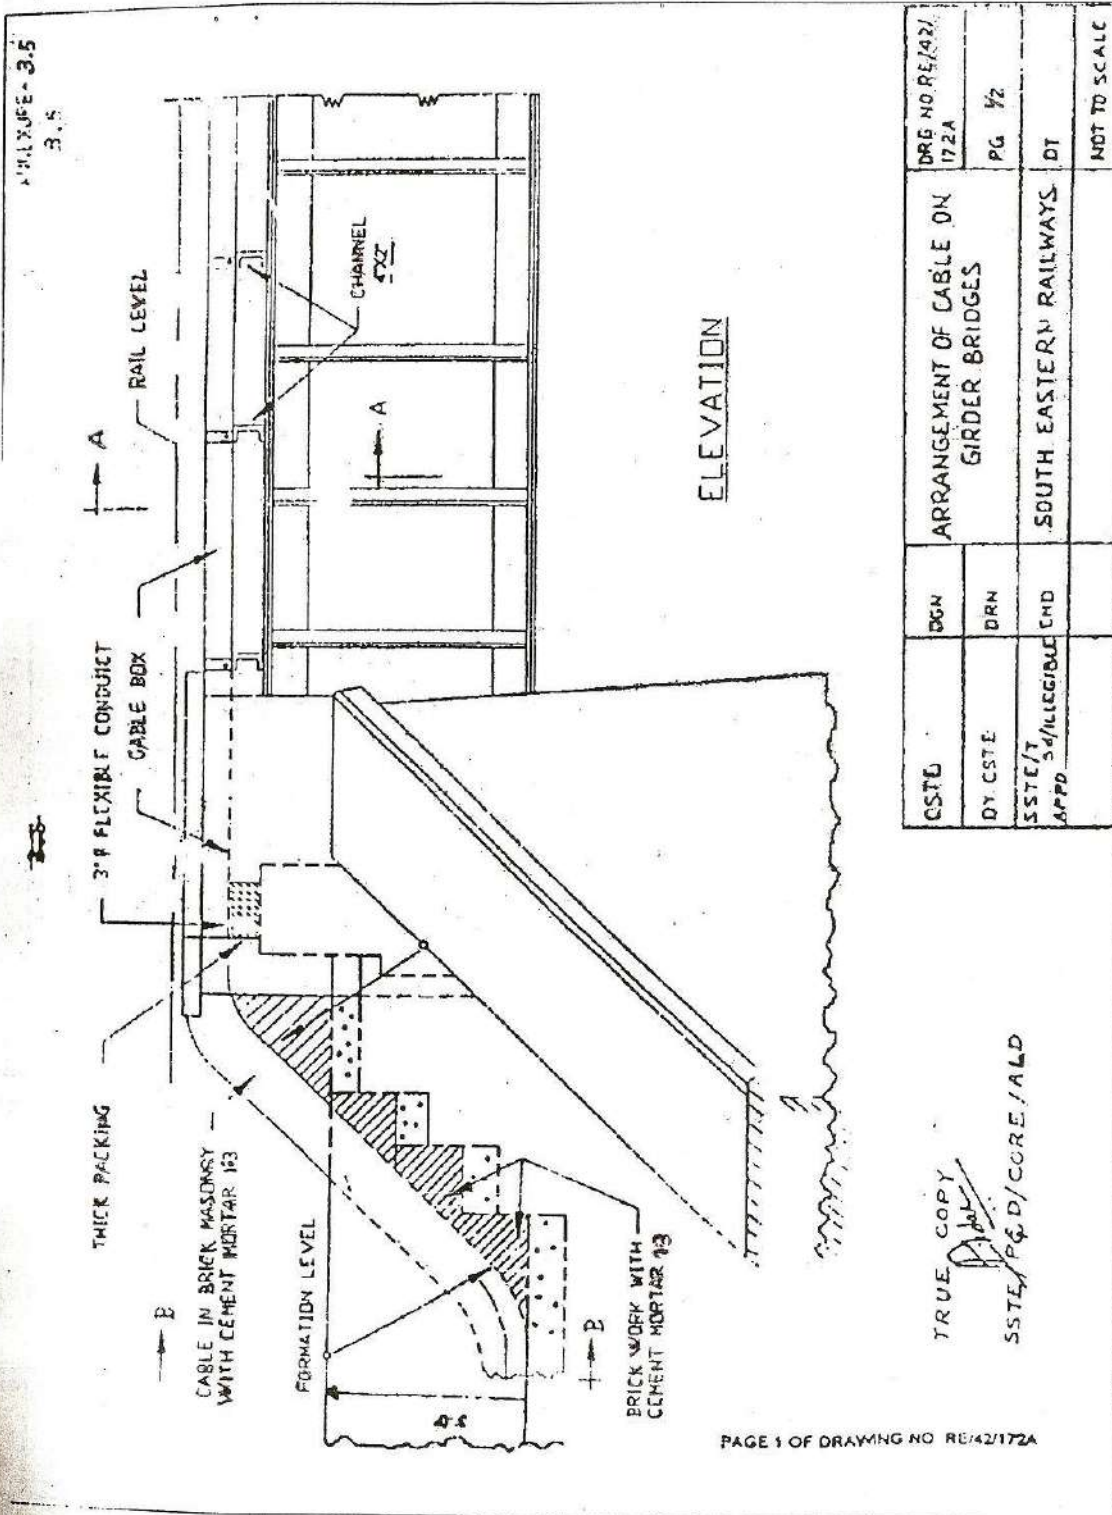 3.5
3.5
RAIL LEVEL
A
3"Ø FLEXIBLE CONDUICT
CABLE BOX
THICK PACKING
CABLE IN BRICK MASONRY
WITH CEMENT MORTAR 1:3
B
FORMATION LEVEL
CHANNEL
A
BRICK WORK WITH
CEMENT MORTAR 1:3
B
ELEVATION
CSTE
DGN
ARRANGEMENT OF CABLE ON
GIRDER BRIDGES
DRG NO.RE/42/
172A
DY. CSTE
DRN
PG 1/2
SSTE/T
APPD
Sd/ILLEGIBLE
CHD
SOUTH EASTERN RAILWAYS
DT
NOT TO SCALE
TRUE COPY
SSTE/P&D/CORE/ALD
PAGE 1 OF DRAWING NO RE/42/172A